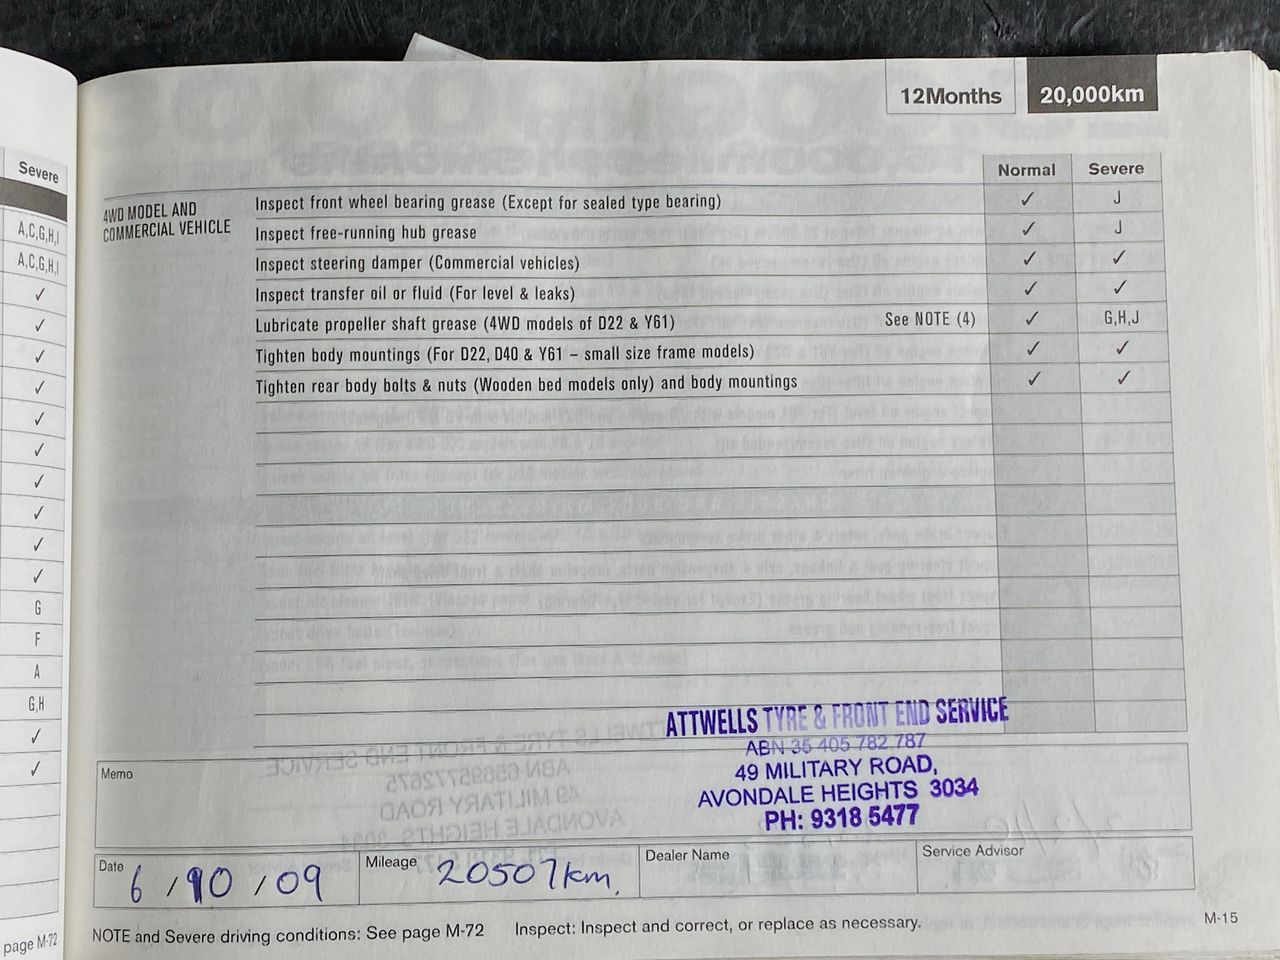 Severe
A,C,G,H,I
A,C,G,H,I
✓
✓
✓
✓
✓
✓
✓
✓
✓
✓
G
F
A
G,H
✓
✓
page M-72
12Months 20,000km
Normal Severe
4WD MODEL AND
COMMERCIAL VEHICLE
Inspect front wheel bearing grease (Except for sealed type bearing) ✓ J
Inspect free-running hub grease ✓ J
Inspect steering damper (Commercial vehicles) ✓ ✓
Inspect transfer oil or fluid (For level & leaks) ✓ ✓
Lubricate propeller shaft grease (4WD models of D22 & Y61) See NOTE (4) ✓ G,H,J
Tighten body mountings (For D22, D40 & Y61 – small size frame models) ✓ ✓
Tighten rear body bolts & nuts (Wooden bed models only) and body mountings ✓ ✓
ATTWELLS TYRE & FRONT END SERVICE
ABN 35 405 782 787
49 MILITARY ROAD,
AVONDALE HEIGHTS 3034
PH: 9318 5477
Memo
Date 6 / 10 / 09 Mileage 20507km. Dealer Name Service Advisor
NOTE and Severe driving conditions: See page M-72 Inspect: Inspect and correct, or replace as necessary. M-15